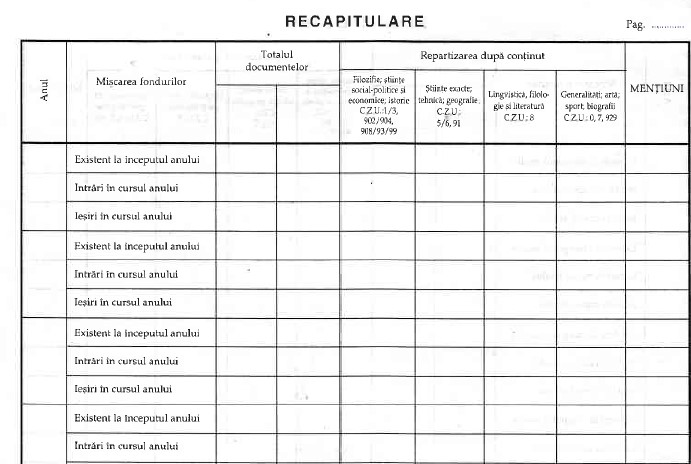 RECAPITULARE
Pag. ............
Anul
Mişcarea fondurilor
Totalul
documentelor
Repartizarea după conţinut
Filozifie; ştiinţe
social-politice şi
economice; istorie
C.Z.U.:1/3,
902/904,
908/93/99
Ştiinţe exacte;
tehnică; geografie
C.Z.U.:
5/6, 91
Lingvistică, filolo-
gie si literatură
C.Z.U.: 8
Generalităţi; artă;
sport; biografii
C.Z.U.: 0, 7, 929
MENŢIUNI
Existent la începutul anului
Intrări în cursul anului
Ieşiri în cursul anului
Existent la începutul anului
Intrări în cursul anului
Ieşiri în cursul anului
Existent la începutul anului
Intrări în cursul anului
Ieşiri în cursul anului
Existent la începutul anului
Intrări în cursul anului